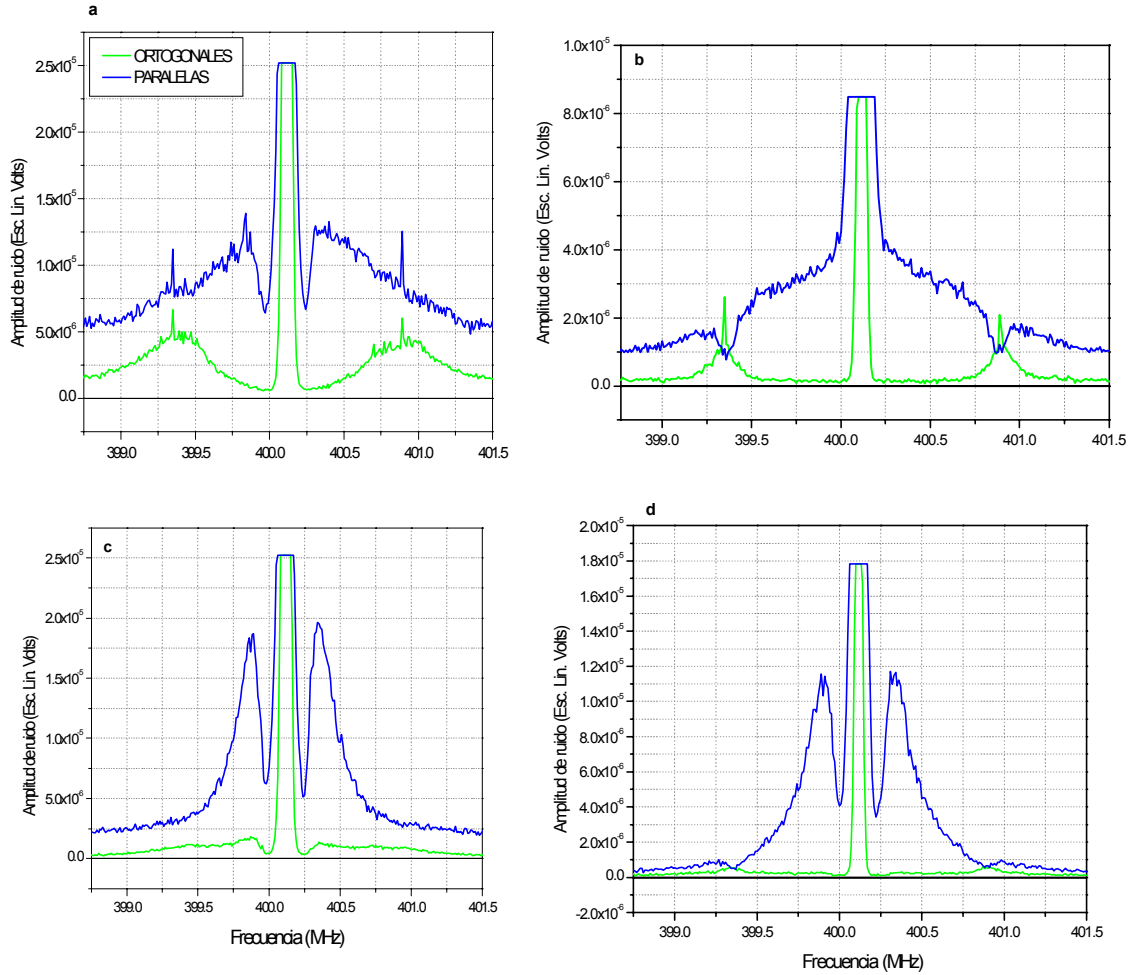 a
ORTOGONALES
PARALELAS
2.5x10⁻⁵
2.0x10⁻⁵
1.5x10⁻⁵
1.0x10⁻⁵
5.0x10⁻⁶
0.0
Amplitud de ruido (Esc. Lin. Volts)
399.0 399.5 400.0 400.5 401.0 401.5
b
1.0x10⁻⁵
8.0x10⁻⁶
6.0x10⁻⁶
4.0x10⁻⁶
2.0x10⁻⁶
0.0
Amplitud de ruido (Esc. Lin. Volts)
399.0 399.5 400.0 400.5 401.0 401.5
c
2.5x10⁻⁵
2.0x10⁻⁵
1.5x10⁻⁵
1.0x10⁻⁵
5.0x10⁻⁶
0.0
Amplitud de ruido (Esc. Lin. Volts)
399.0 399.5 400.0 400.5 401.0 401.5
Frecuencia (MHz)
d
2.0x10⁻⁵
1.8x10⁻⁵
1.6x10⁻⁵
1.4x10⁻⁵
1.2x10⁻⁵
1.0x10⁻⁵
8.0x10⁻⁶
6.0x10⁻⁶
4.0x10⁻⁶
2.0x10⁻⁶
0.0
-2.0x10⁻⁶
Amplitud de ruido (Esc. Lin. Volts)
399.0 399.5 400.0 400.5 401.0 401.5
Frecuencia (MHz)